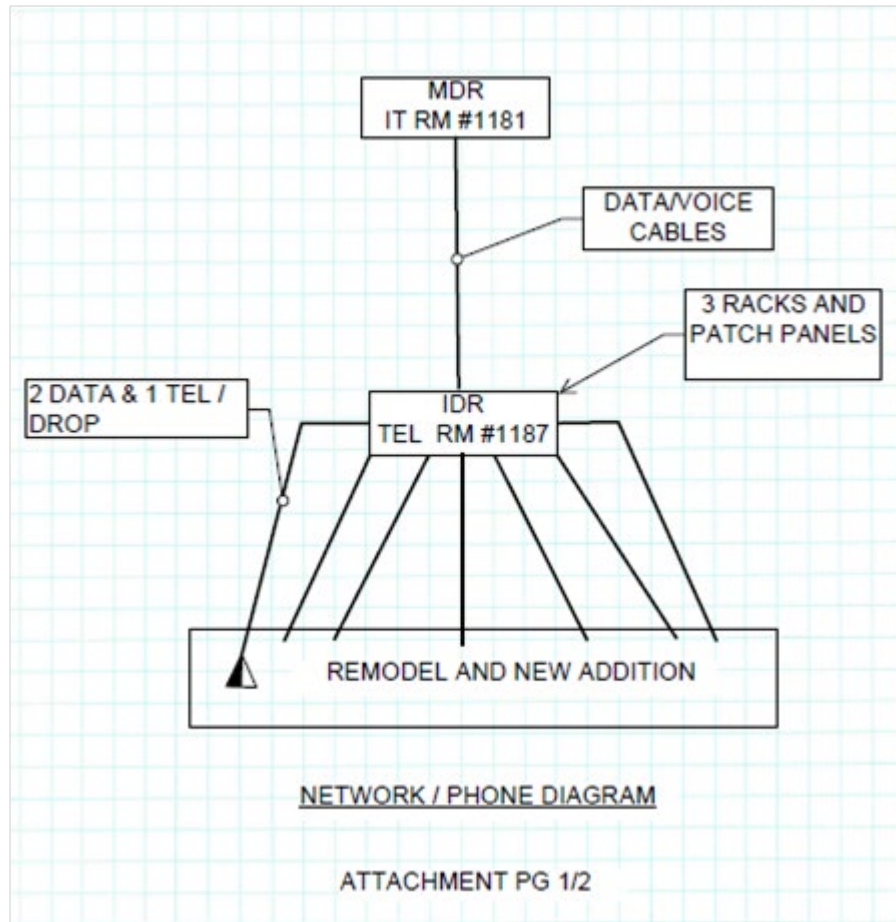 MDR
IT RM #1181
DATA/VOICE
CABLES
3 RACKS AND
PATCH PANELS
2 DATA & 1 TEL /
DROP
IDR
TEL RM #1187
REMODEL AND NEW ADDITION
NETWORK / PHONE DIAGRAM
ATTACHMENT PG 1/2